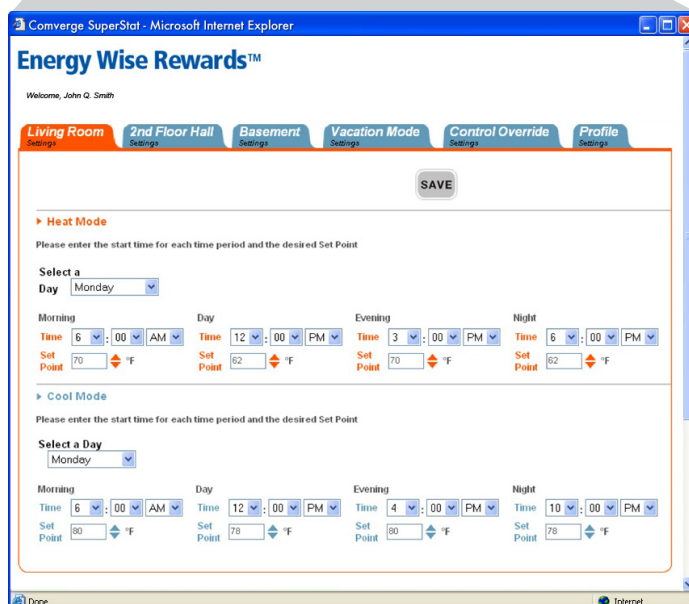 Comverge SuperStat - Microsoft Internet Explorer
Energy Wise Rewards™
Welcome, John Q. Smith
Living Room 2nd Floor Hall Basement Vacation Mode Control Override Profile
Settings Settings Settings Settings Settings Settings
SAVE
Heat Mode
Please enter the start time for each time period and the desired Set Point
Select a
Day Monday
Morning Day Evening Night
Time 6 : 00 AM Time 12 : 00 PM Time 3 : 00 PM Time 6 : 00 PM
Set Point 70 °F Set Point 62 °F Set Point 70 °F Set Point 62 °F
Cool Mode
Please enter the start time for each time period and the desired Set Point
Select a Day
Monday
Morning Day Evening Night
Time 6 : 00 AM Time 12 : 00 PM Time 4 : 00 PM Time 10 : 00 PM
Set Point 80 °F Set Point 78 °F Set Point 80 °F Set Point 78 °F
Done Internet